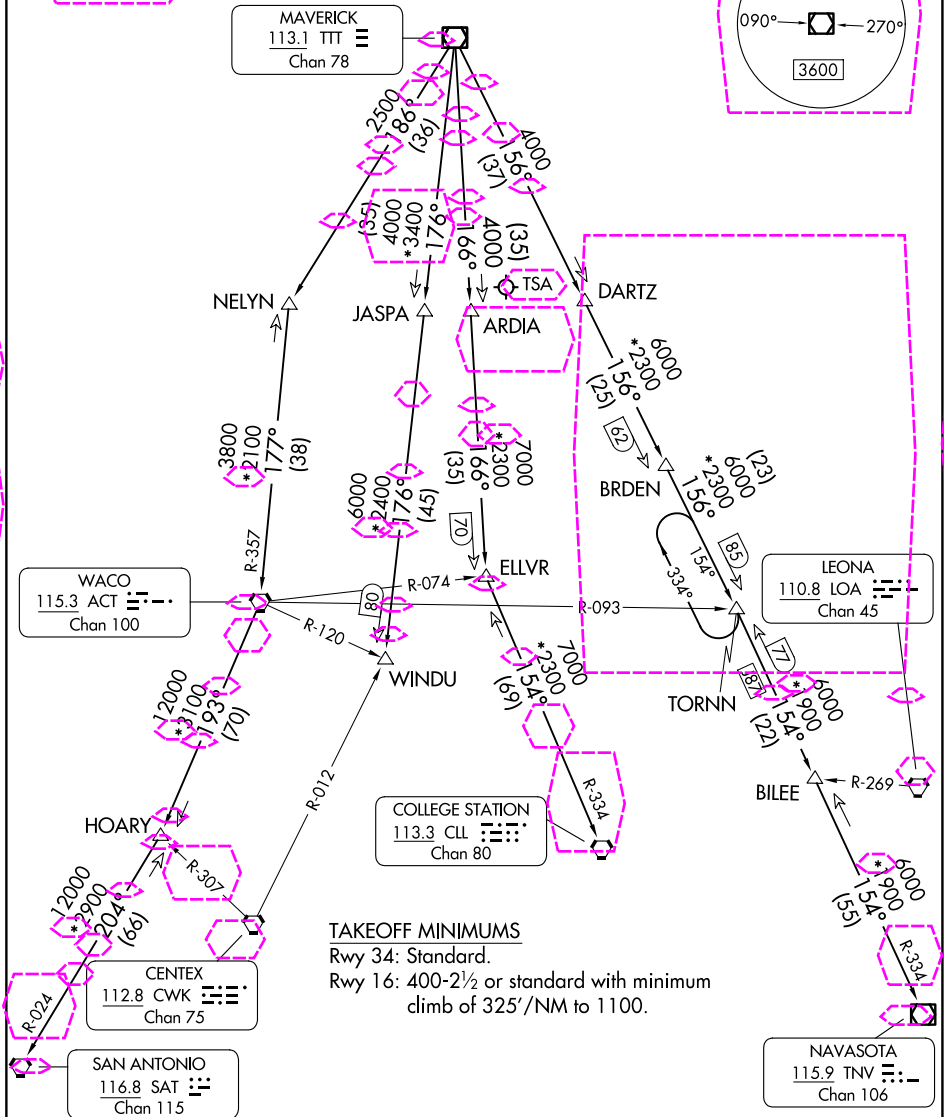 MAVERICK
113.1 TTT
Chan 78
090°
270°
3600
2500
186°
(36)
(35)
4000
*3400
176°
166°
4000
(35)
4000
156°
(37)
TSA
NELYN
JASPA
ARDIA
DARTZ
6000
*2300
156°
(25)
62
BRDEN
(23)
6000
*2300
156°
3800
*2100
177°
(38)
6000
*2400
176°
(45)
7000
*2300
166°
(35)
70
85
154°
334°
R-357
WACO
115.3 ACT
Chan 100
R-074
ELLVR
R-093
R-120
80
WINDU
LEONA
110.8 LOA
Chan 45
77
87
TORNN
6000
*1900
154°
(22)
7000
*2300
154°
(69)
12000
*3100
193°
(70)
R-012
BILEE
R-269
HOARY
COLLEGE STATION
113.3 CLL
Chan 80
R-334
R-307
12000
*2900
204°
(66)
6000
*1900
154°
(55)
R-334
TAKEOFF MINIMUMS
Rwy 34: Standard.
Rwy 16: 400-2½ or standard with minimum
climb of 325'/NM to 1100.
CENTEX
112.8 CWK
Chan 75
R-024
SAN ANTONIO
116.8 SAT
Chan 115
NAVASOTA
115.9 TNV
Chan 106